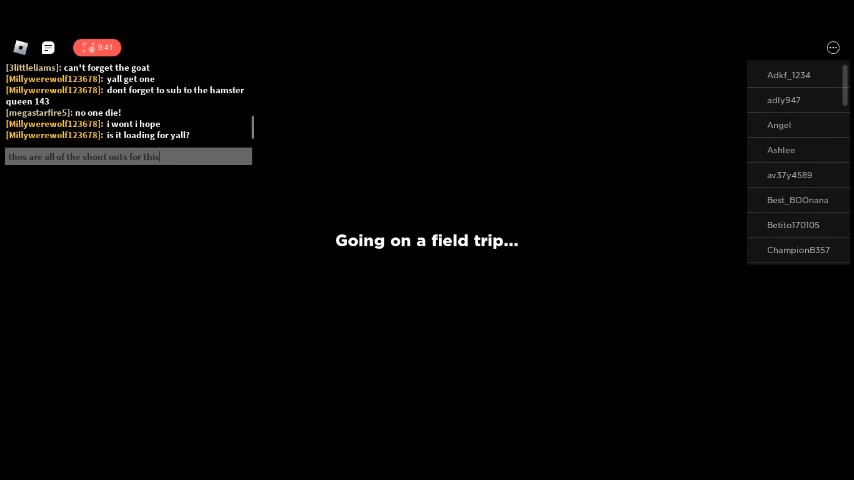 9:41
[3littleliams]: can't forget the goat
[Millywerewolf123678]: yall get one
[Millywerewolf123678]: dont forget to sub to the hamster
queen 143
[megastarfire5]: no one die!
[Millywerewolf123678]: i wont i hope
[Millywerewolf123678]: is it loading for yall?
thos are all of the shout outs for this
Going on a field trip...
Adkf_1234
adly947
Angel
Ashlee
av37y4589
Best_BOOnana
Betito170105
ChampionB357